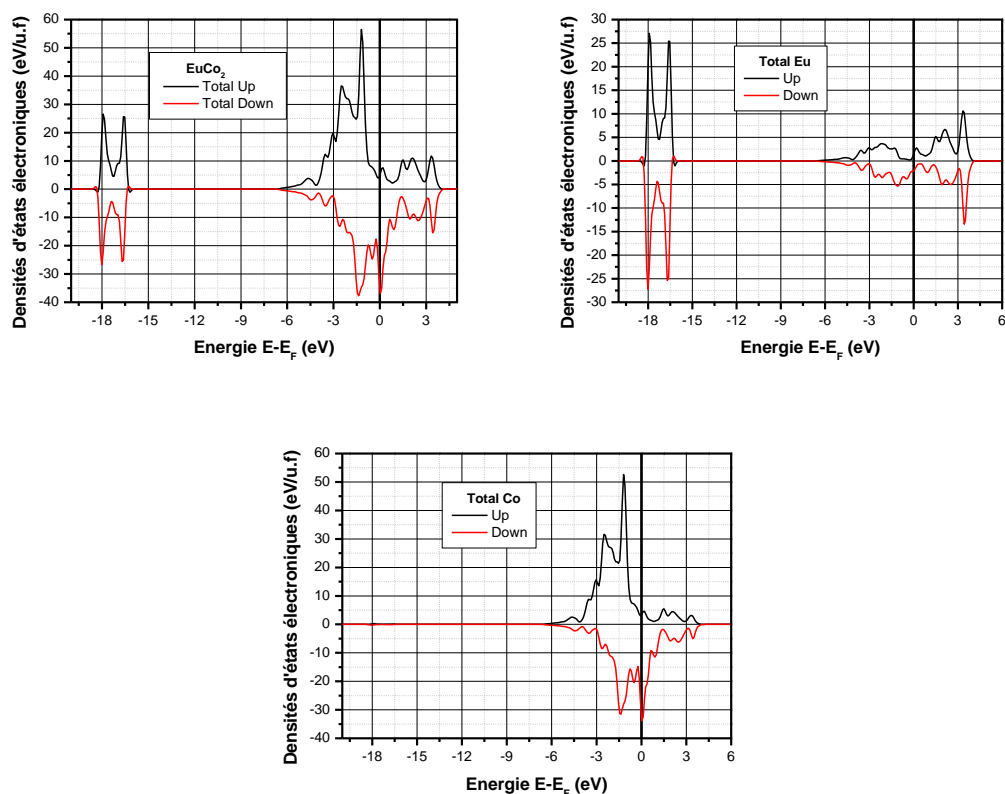 Densités d'états électroniques (eV/u.f)
60
50
40
30
20
10
0
-10
-20
-30
-40
EuCo2
Total Up
Total Down
-18 -15 -12 -9 -6 -3 0 3
Energie E-EF (eV)
Densités d'états électroniques (eV/u.f)
30
25
20
15
10
5
0
-5
-10
-15
-20
-25
-30
Total Eu
Up
Down
-18 -15 -12 -9 -6 -3 0 3 6
Energie E-EF (eV)
Densités d'états électroniques (eV/u.f)
60
50
40
30
20
10
0
-10
-20
-30
-40
Total Co
Up
Down
-18 -15 -12 -9 -6 -3 0 3 6
Energie E-EF (eV)